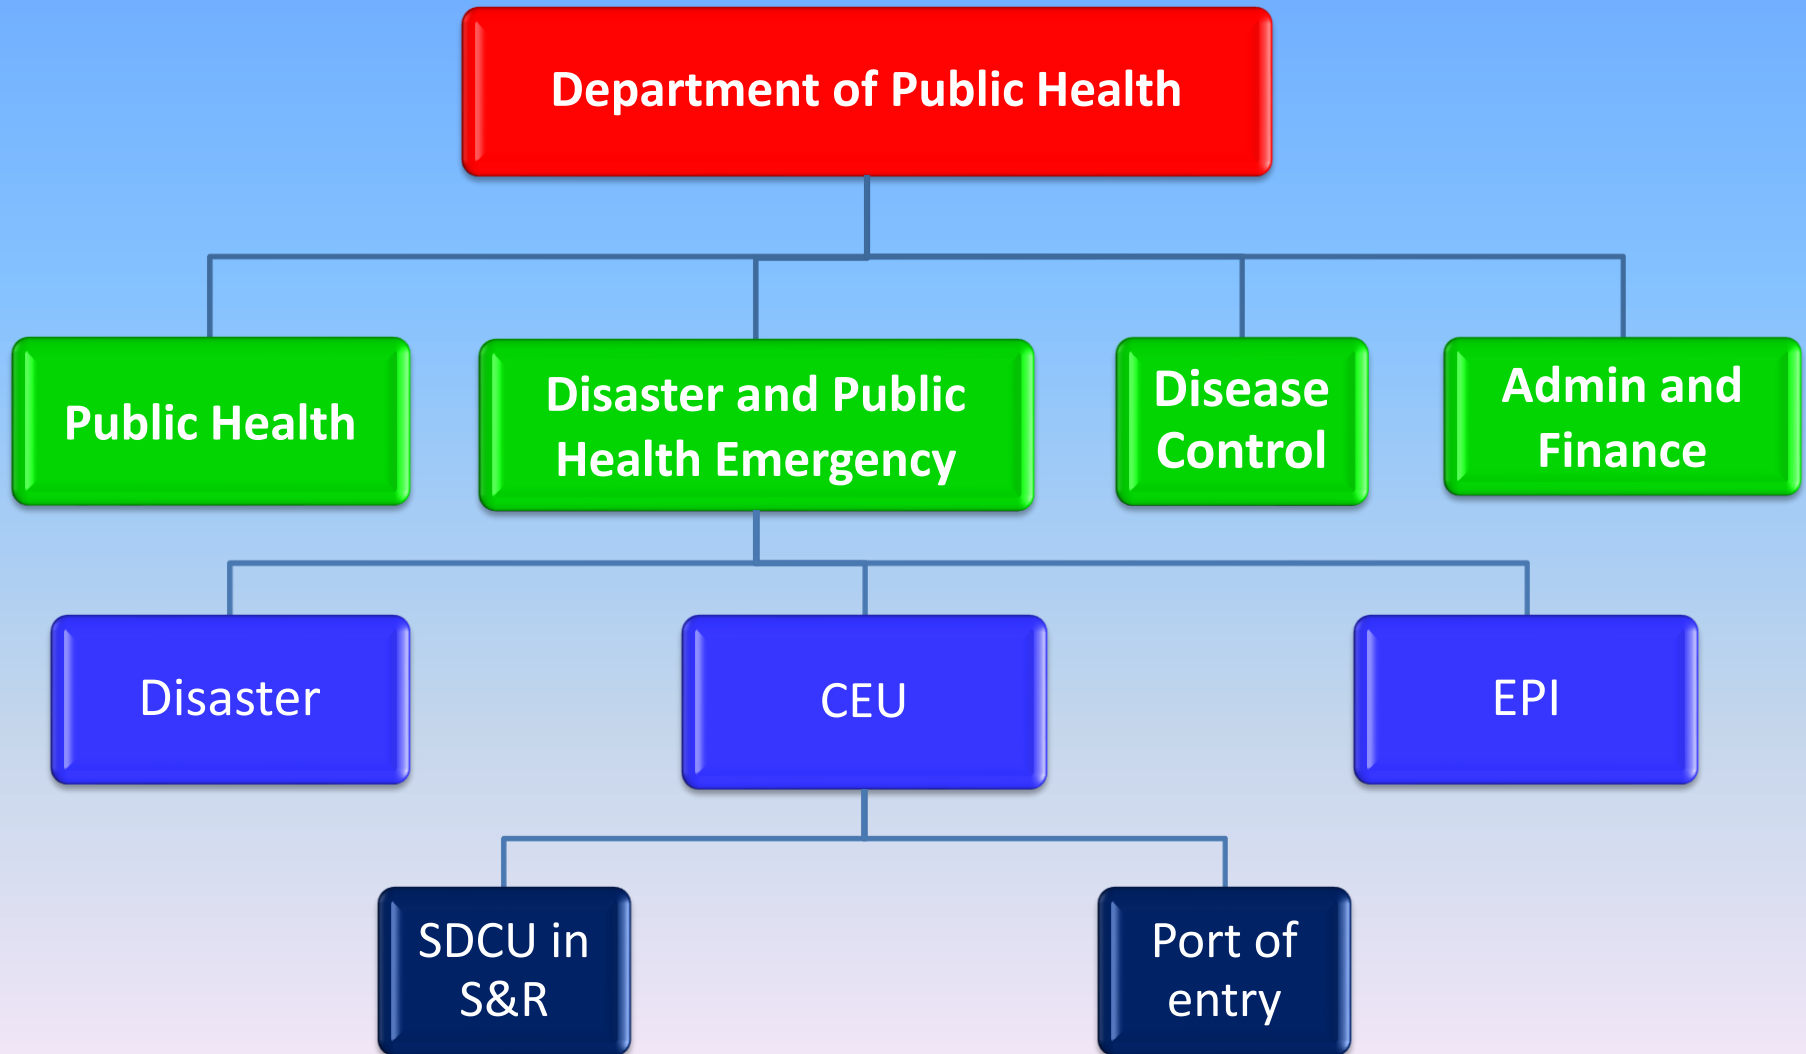 Department of Public Health
Public Health
Disaster and Public
Health Emergency
Disease
Control
Admin and
Finance
Disaster
CEU
EPI
SDCU in
S&R
Port of
entry